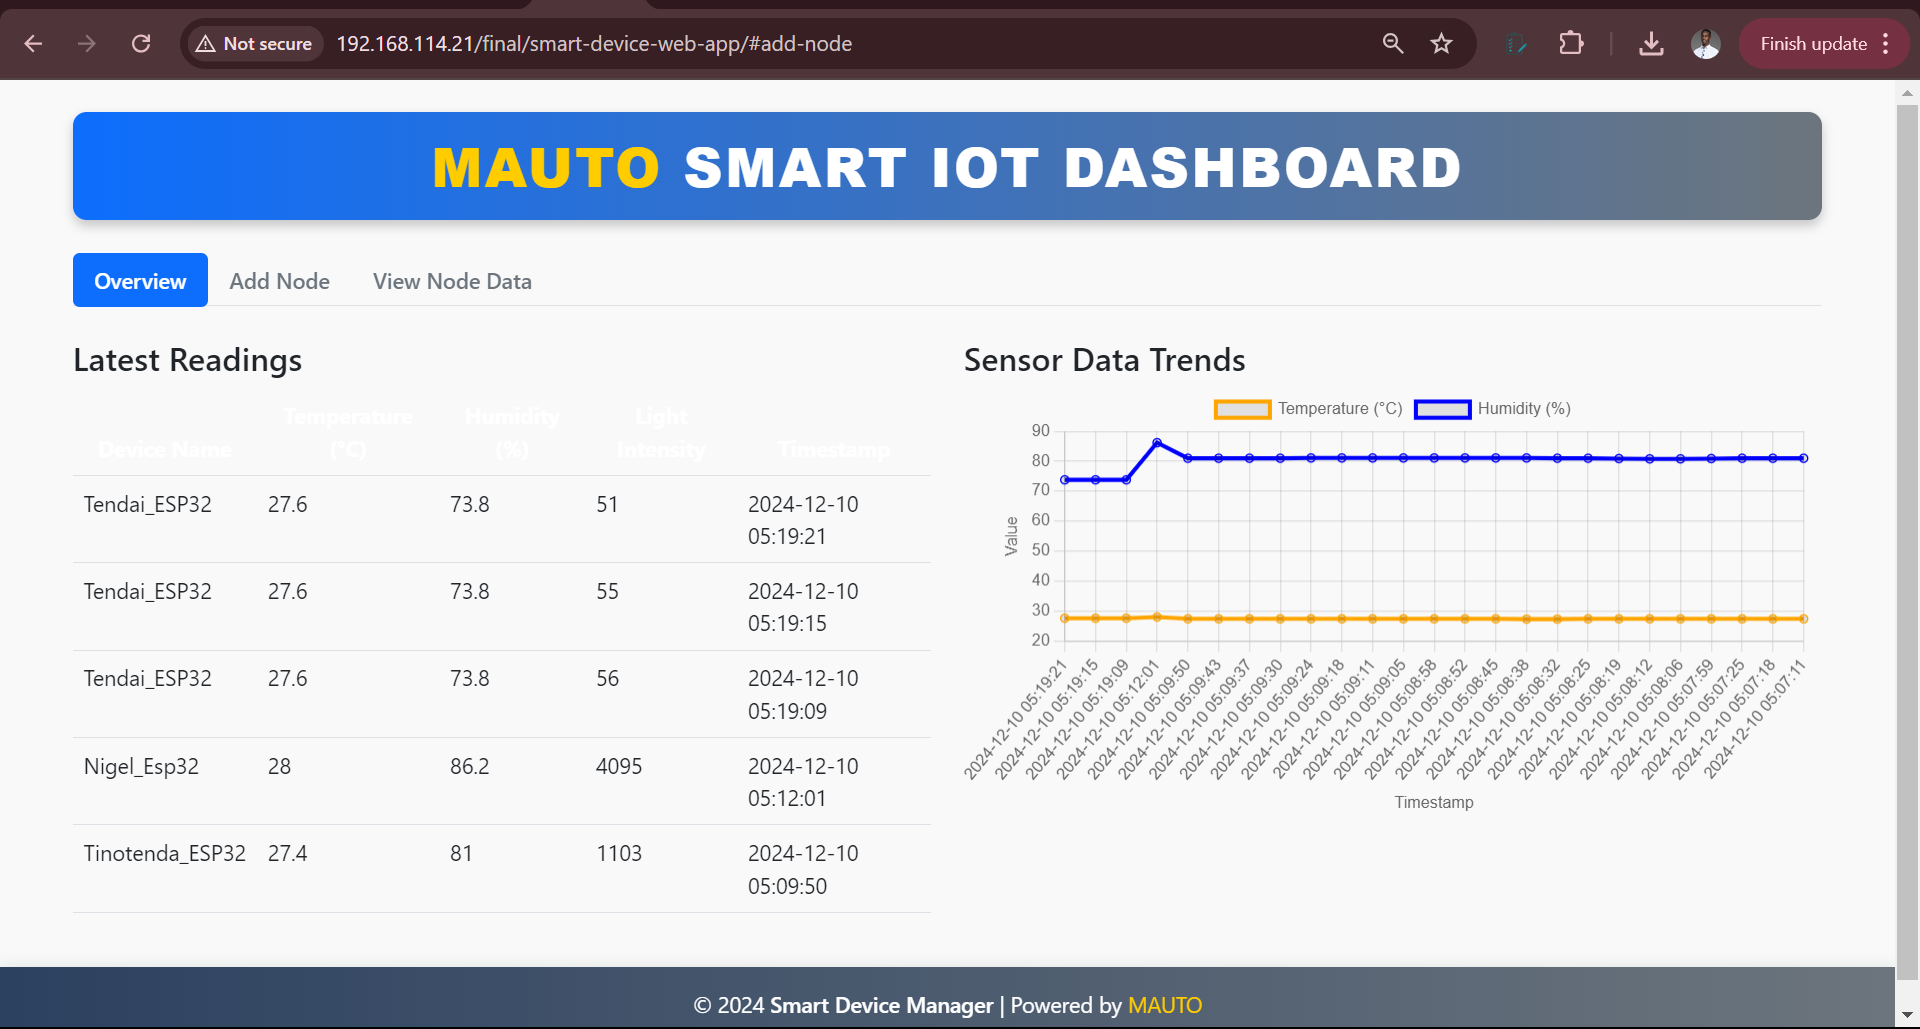 Not secure
192.168.114.21/final/smart-device-web-app/#add-node
Finish update
MAUTO SMART IOT DASHBOARD
Overview
Add Node
View Node Data
Latest Readings
Device Name Temperature (°C) Humidity (%) Light Intensity Timestamp
Tendai_ESP32 27.6 73.8 51 2024-12-10
05:19:21
Tendai_ESP32 27.6 73.8 55 2024-12-10
05:19:15
Tendai_ESP32 27.6 73.8 56 2024-12-10
05:19:09
Nigel_Esp32 28 86.2 4095 2024-12-10
05:12:01
Tinotenda_ESP32 27.4 81 1103 2024-12-10
05:09:50
Sensor Data Trends
Temperature (°C) Humidity (%)
90
80
70
60
50
40
30
20
Value
2024-12-10 05:19:21
2024-12-10 05:19:15
2024-12-10 05:19:09
2024-12-10 05:12:01
2024-12-10 05:09:50
2024-12-10 05:09:43
2024-12-10 05:09:37
2024-12-10 05:09:30
2024-12-10 05:09:24
2024-12-10 05:09:18
2024-12-10 05:09:11
2024-12-10 05:09:05
2024-12-10 05:08:58
2024-12-10 05:08:52
2024-12-10 05:08:45
2024-12-10 05:08:38
2024-12-10 05:08:32
2024-12-10 05:08:25
2024-12-10 05:08:19
2024-12-10 05:08:12
2024-12-10 05:08:06
2024-12-10 05:07:59
2024-12-10 05:07:25
2024-12-10 05:07:18
2024-12-10 05:07:11
Timestamp
© 2024 Smart Device Manager | Powered by MAUTO